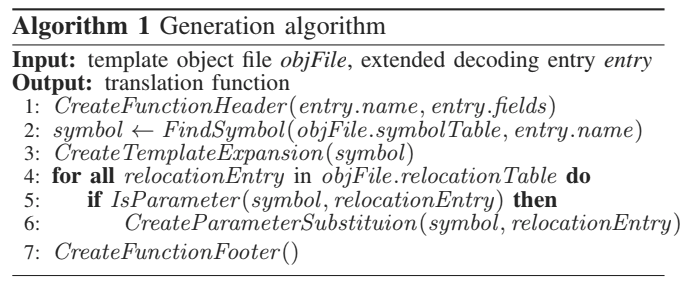 Algorithm 1 Generation algorithm
Input: template object file objFile, extended decoding entry entry
Output: translation function
1: CreateFunctionHeader(entry.name, entry.fields)
2: symbol ← FindSymbol(objFile.symbolTable, entry.name)
3: CreateTemplateExpansion(symbol)
4: for all relocationEntry in objFile.relocationTable do
5: if IsParameter(symbol, relocationEntry) then
6: CreateParameterSubstituion(symbol, relocationEntry)
7: CreateFunctionFooter()